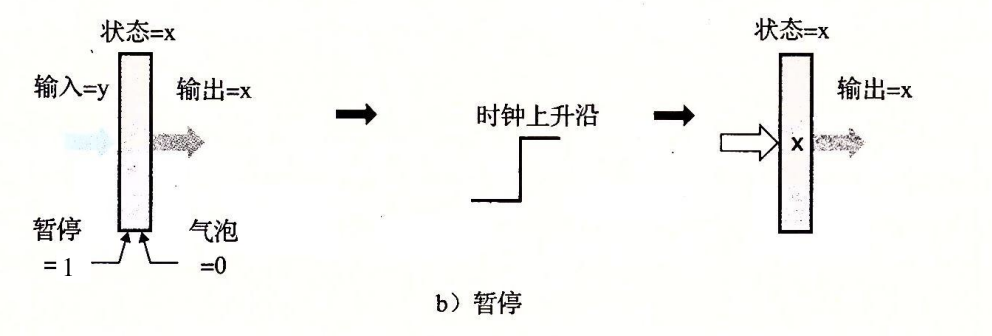 状态=x
输入=y
输出=x
暂停
=1
气泡
=0
时钟上升沿
状态=x
x
输出=x
b）暂停